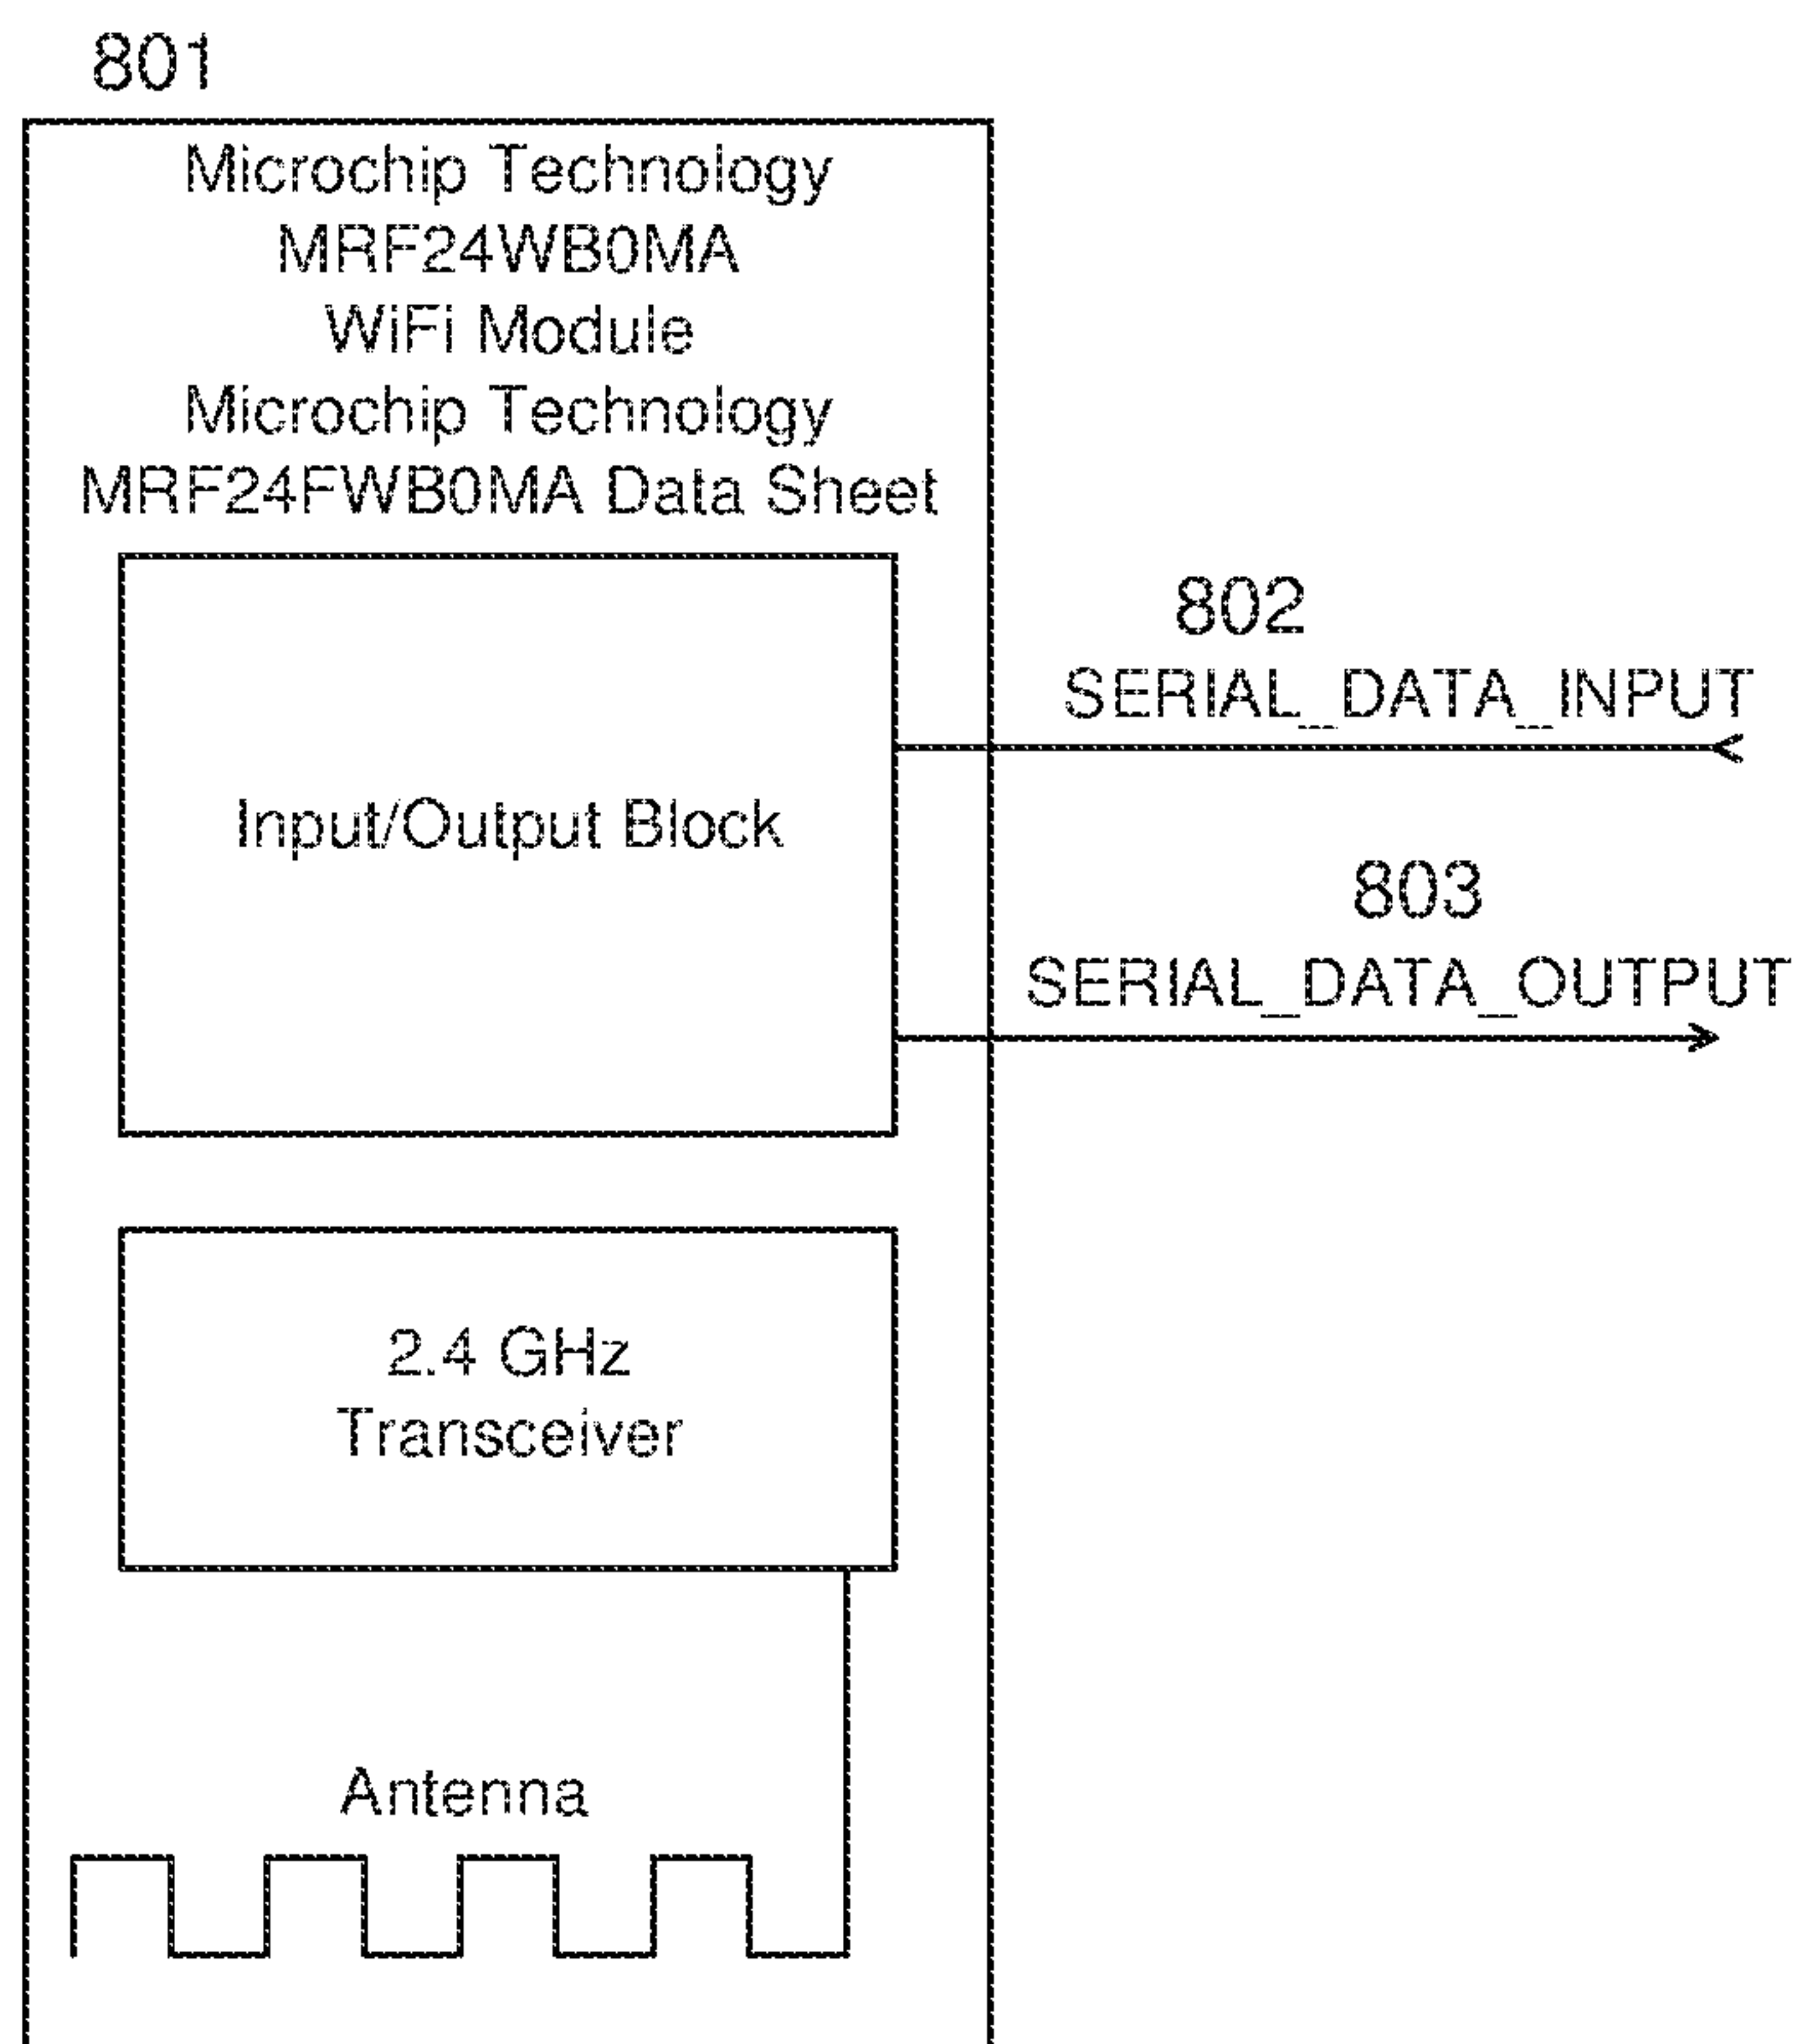 801
Microchip Technology
MRF24WB0MA
WiFi Module
Microchip Technology
MRF24FWB0MA Data Sheet
802
SERIAL_DATA_INPUT
Input/Output Block
803
SERIAL_DATA_OUTPUT
2.4 GHz
Transceiver
Antenna